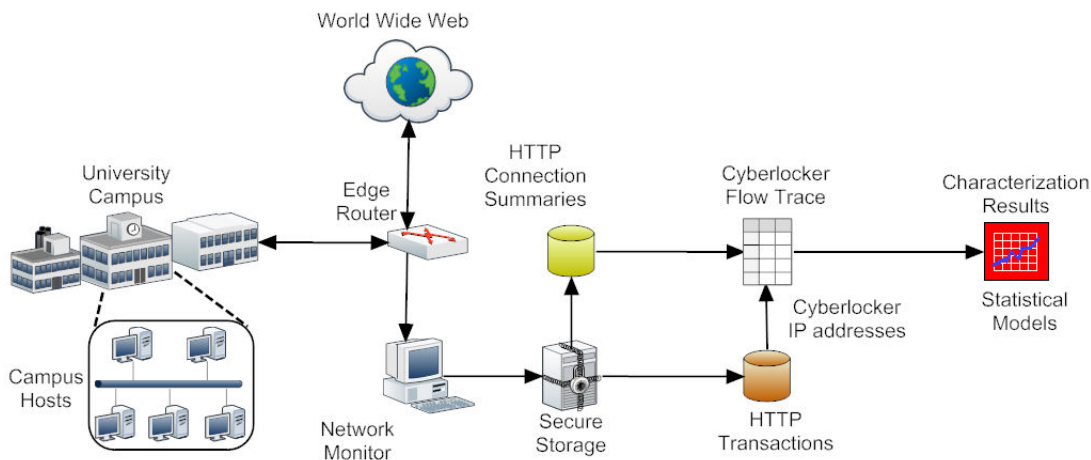 World Wide Web
University
Campus
Edge
Router
HTTP
Connection
Summaries
Cyberlocker
Flow Trace
Characterization
Results
Cyberlocker
IP addresses
Statistical
Models
Campus
Hosts
Network
Monitor
Secure
Storage
HTTP
Transactions